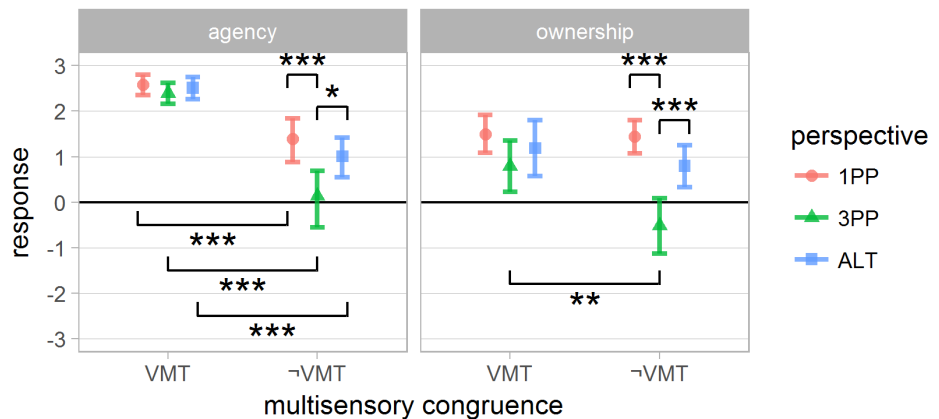 agency
ownership
3
2
1
0
-1
-2
-3
response
***
*
***
***
***
***
***
**
VMT
¬VMT
VMT
¬VMT
multisensory congruence
perspective
1PP
3PP
ALT